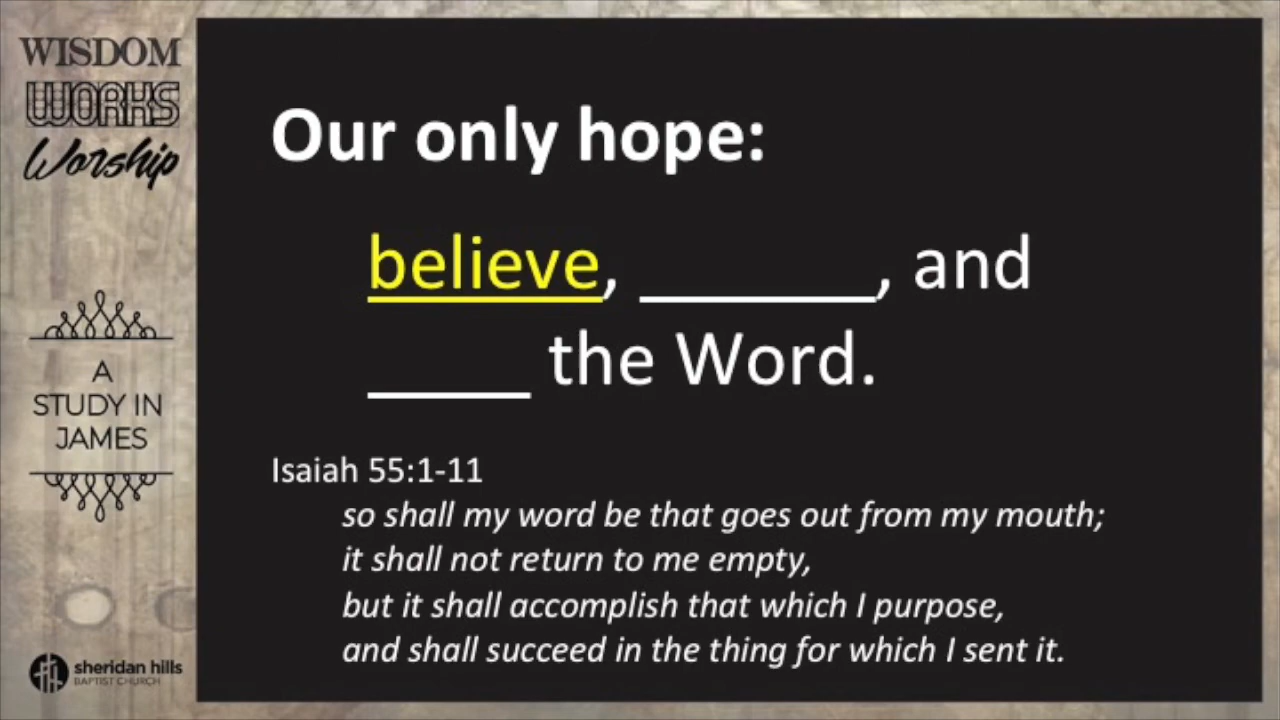 WISDOM
WORKS
Worship
A
STUDY IN
JAMES
sheridan hills
BAPTIST CHURCH
Our only hope:
believe, ______, and
____ the Word.
Isaiah 55:1-11
so shall my word be that goes out from my mouth;
it shall not return to me empty,
but it shall accomplish that which I purpose,
and shall succeed in the thing for which I sent it.